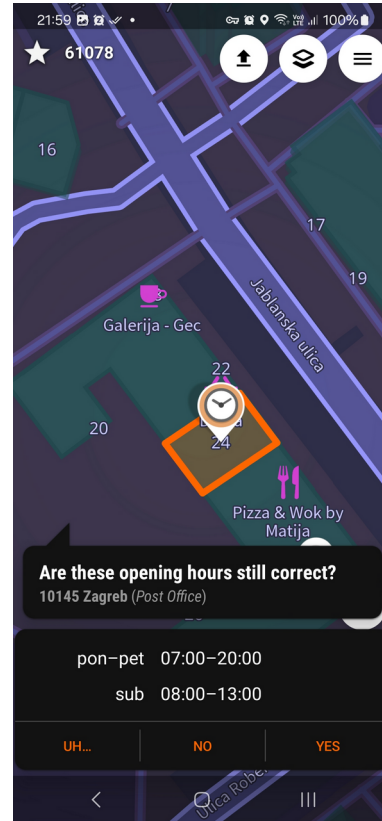 21:59
100%
61078
16
17
19
Jablanska ulica
Galerija - Gec
22
20
24
Pizza & Wok by
Matija
Are these opening hours still correct?
10145 Zagreb (Post Office)
pon–pet 07:00–20:00
sub 08:00–13:00
UH… NO YES